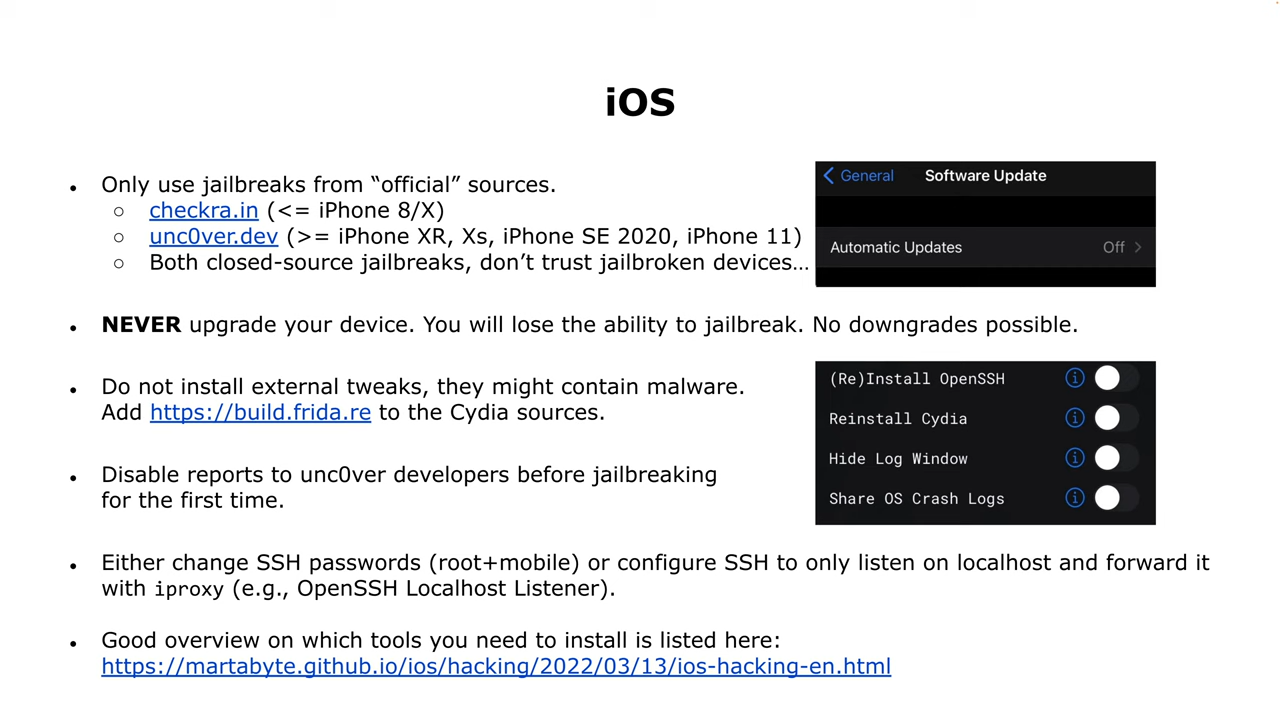 iOS
• Only use jailbreaks from “official” sources.
○ checkra.in (<= iPhone 8/X)
○ unc0ver.dev (>= iPhone XR, Xs, iPhone SE 2020, iPhone 11)
○ Both closed-source jailbreaks, don’t trust jailbroken devices…
General Software Update
Automatic Updates Off
• NEVER upgrade your device. You will lose the ability to jailbreak. No downgrades possible.
• Do not install external tweaks, they might contain malware.
Add https://build.frida.re to the Cydia sources.
• Disable reports to unc0ver developers before jailbreaking
for the first time.
(Re)Install OpenSSH
Reinstall Cydia
Hide Log Window
Share OS Crash Logs
• Either change SSH passwords (root+mobile) or configure SSH to only listen on localhost and forward it
with iproxy (e.g., OpenSSH Localhost Listener).
• Good overview on which tools you need to install is listed here:
https://martabyte.github.io/ios/hacking/2022/03/13/ios-hacking-en.html